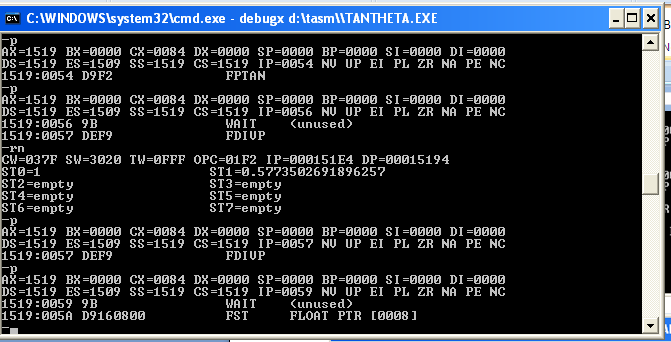 C:\WINDOWS\system32\cmd.exe - debugx d:\tasm\\TANTHETA.EXE
-p
AX=1519 BX=0000 CX=0084 DX=0000 SP=0000 BP=0000 SI=0000 DI=0000
DS=1519 ES=1509 SS=1519 CS=1519 IP=0054 NV UP EI PL ZR NA PE NC
1519:0054 D9F2 FPTAN
-p
AX=1519 BX=0000 CX=0084 DX=0000 SP=0000 BP=0000 SI=0000 DI=0000
DS=1519 ES=1509 SS=1519 CS=1519 IP=0056 NV UP EI PL ZR NA PE NC
1519:0056 9B WAIT (unused)
1519:0057 DEF9 FDIVP
-rn
CW=037F SW=3020 TW=0FFF OPC=01F2 IP=000151E4 DP=00015194
ST0=1 ST1=0.5773502691896257
ST2=empty ST3=empty
ST4=empty ST5=empty
ST6=empty ST7=empty
-p
AX=1519 BX=0000 CX=0084 DX=0000 SP=0000 BP=0000 SI=0000 DI=0000
DS=1519 ES=1509 SS=1519 CS=1519 IP=0057 NV UP EI PL ZR NA PE NC
1519:0057 DEF9 FDIVP
-p
AX=1519 BX=0000 CX=0084 DX=0000 SP=0000 BP=0000 SI=0000 DI=0000
DS=1519 ES=1509 SS=1519 CS=1519 IP=0059 NV UP EI PL ZR NA PE NC
1519:0059 9B WAIT (unused)
1519:005A D9160800 FST FLOAT PTR [0008]
-